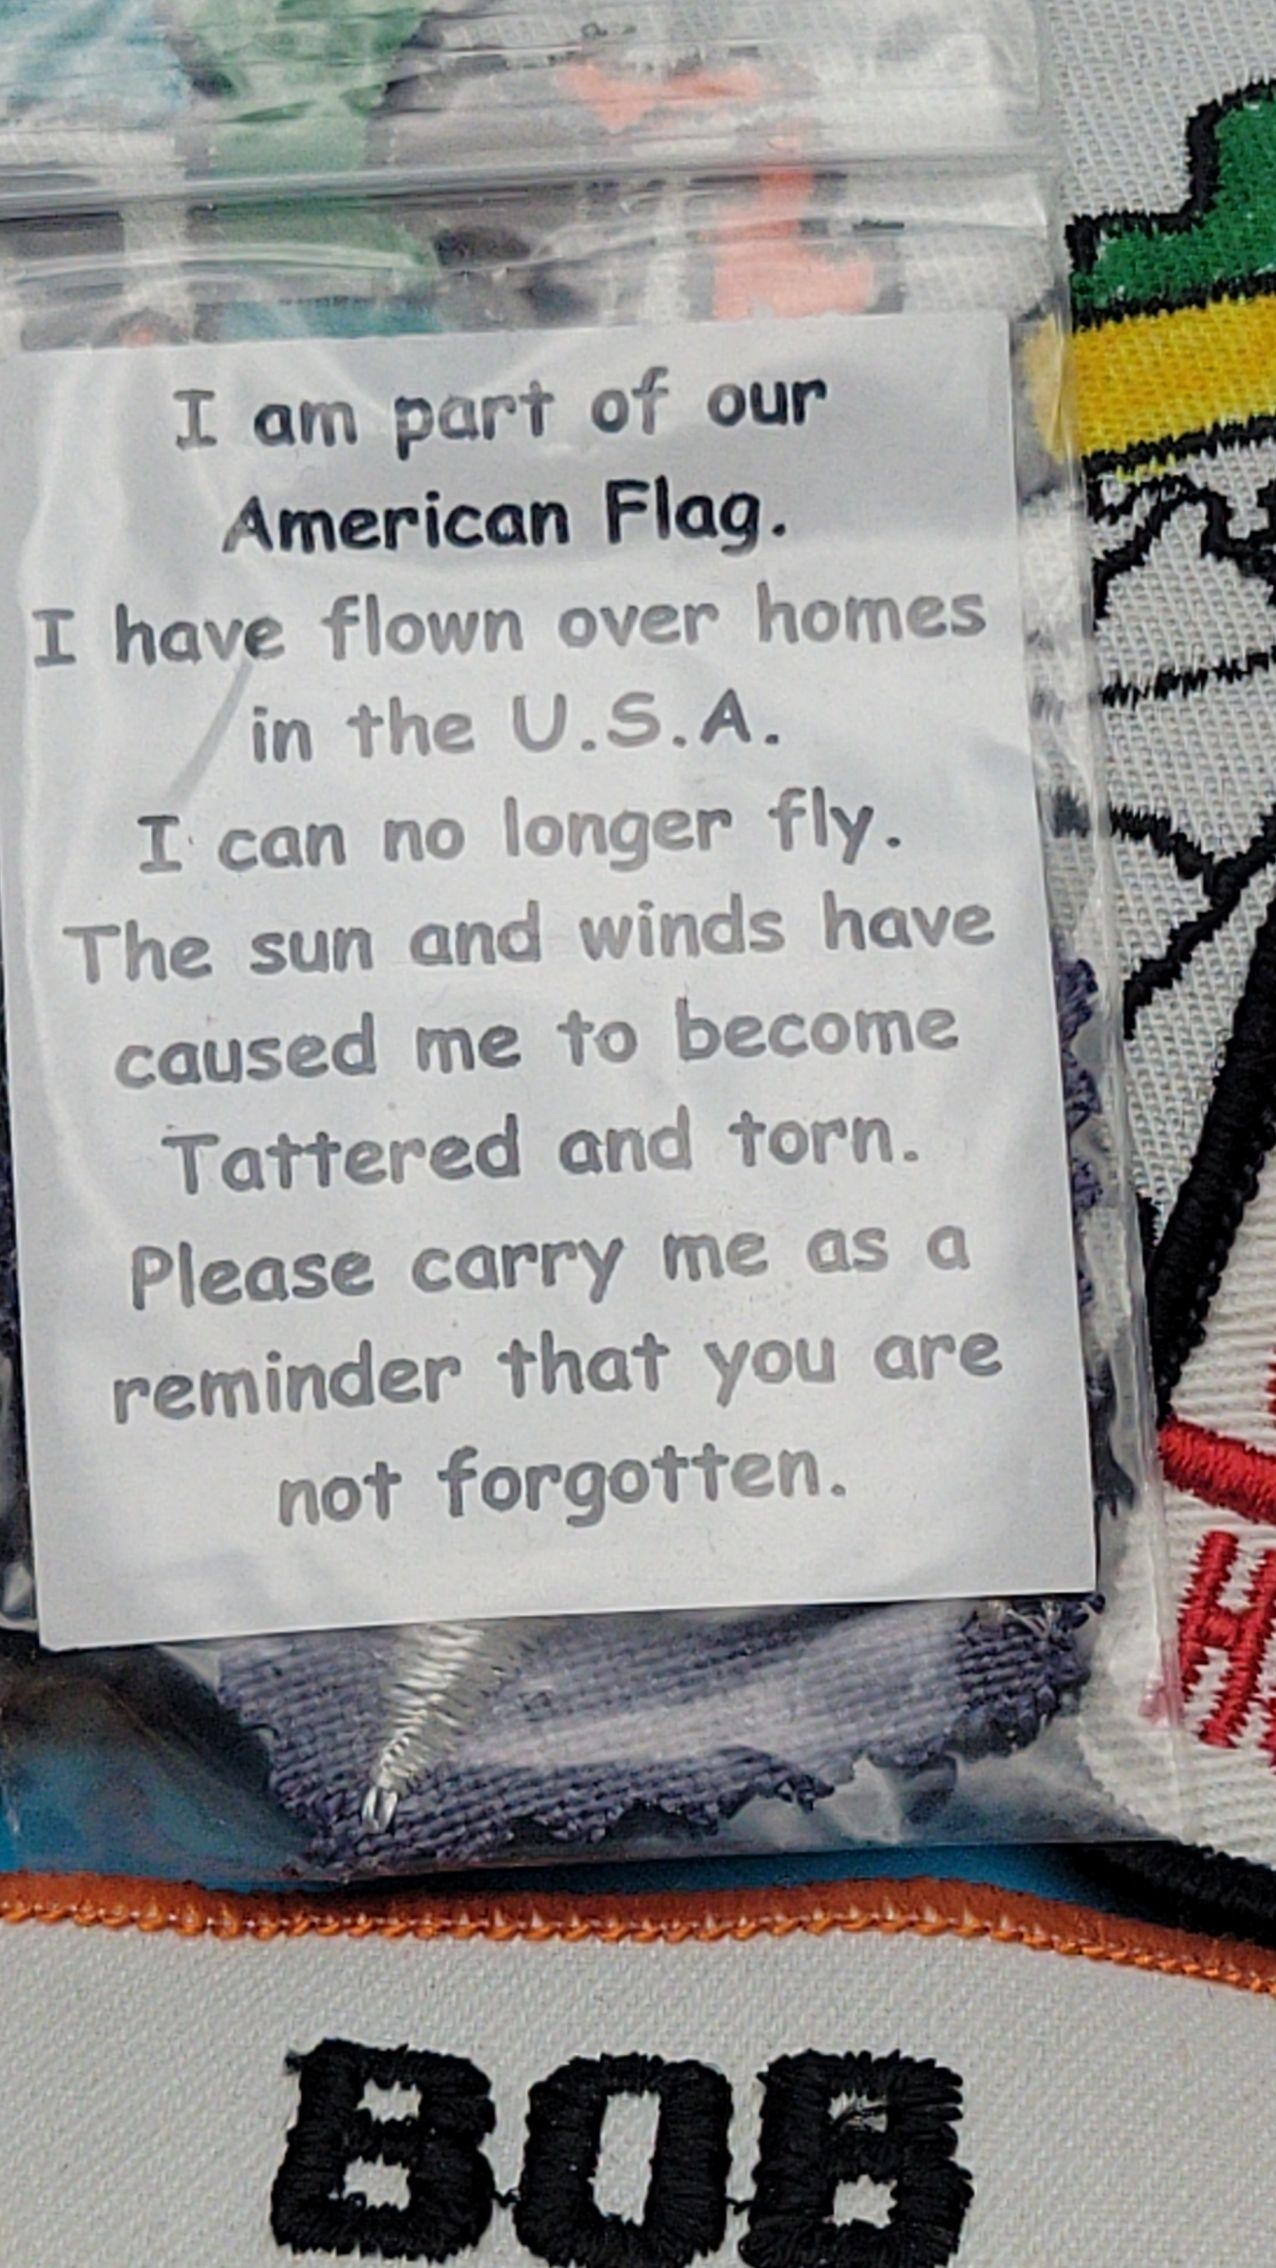 I am part of our
American Flag.
I have flown over homes
in the U.S.A.
I can no longer fly.
The sun and winds have
caused me to become
Tattered and torn.
Please carry me as a
reminder that you are
not forgotten.
BOB